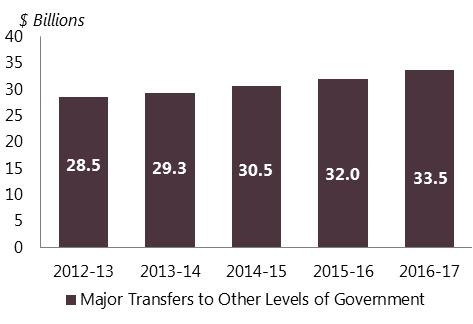 $ Billions
40
35
30
25
20
15
10
5
0
28.5 29.3 30.5 32.0 33.5
2012-13 2013-14 2014-15 2015-16 2016-17
Major Transfers to Other Levels of Government